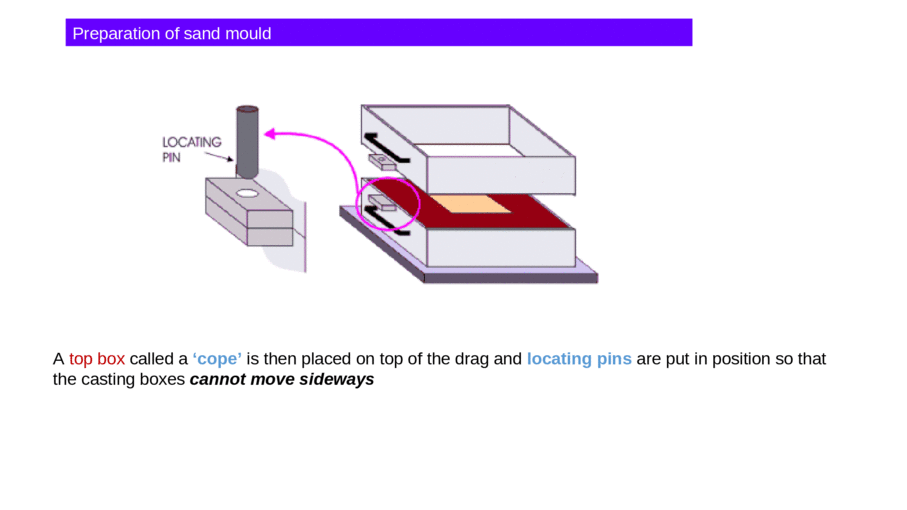 Preparation of sand mould
LOCATING
PIN
A top box called a ‘cope’ is then placed on top of the drag and locating pins are put in position so that
the casting boxes cannot move sideways